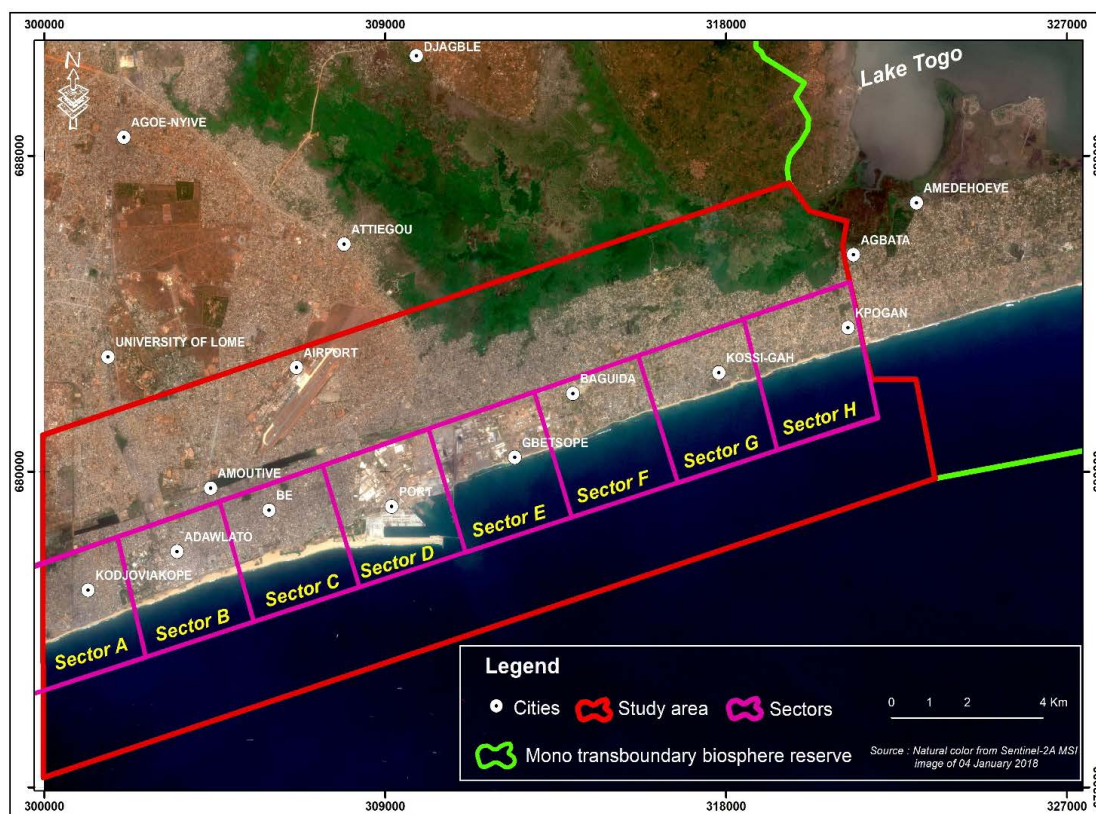 300000 309000 318000 327000
N
DJAGBLE
Lake Togo
AGOE-NYIVE
688000
AMEDEHOEVE
ATTIEGOU
AGBATA
KPOGAN
UNIVERSITY OF LOME
AIRPORT
KOSSI-GAH
BAGUIDA
Sector H
Sector G
GBETSOPE
Sector F
680000
AMOUTIVE
BE
PORT
Sector E
ADAWLATO
Sector D
KODJOVIAKOPE
Sector C
Sector B
Sector A
Legend
Cities
Study area
Sectors
0 1 2 4 Km
Mono transboundary biosphere reserve
Source : Natural color from Sentinel-2A MSI
image of 04 January 2018
300000 309000 318000 327000